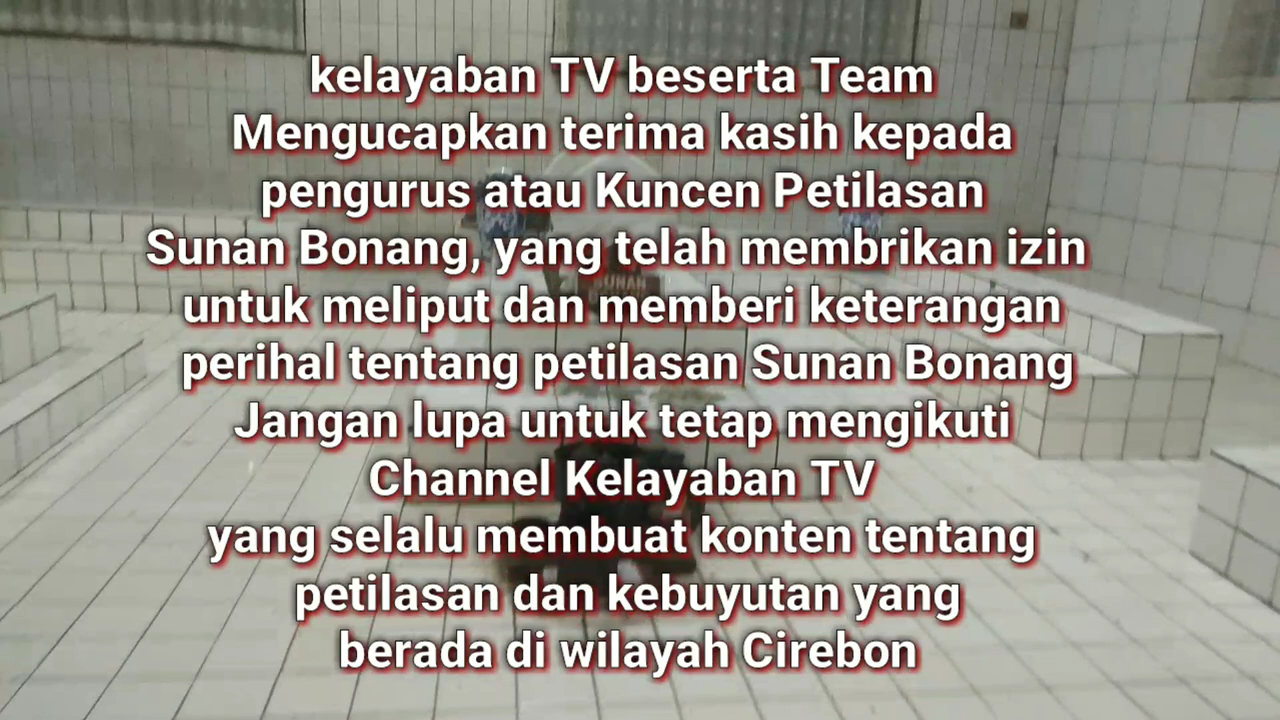 kelayaban TV beserta Team
Mengucapkan terima kasih kepada
pengurus atau Kuncen Petilasan
Sunan Bonang, yang telah membrikan izin
untuk meliput dan memberi keterangan
perihal tentang petilasan Sunan Bonang
Jangan lupa untuk tetap mengikuti
Channel Kelayaban TV
yang selalu membuat konten tentang
petilasan dan kebuyutan yang
berada di wilayah Cirebon